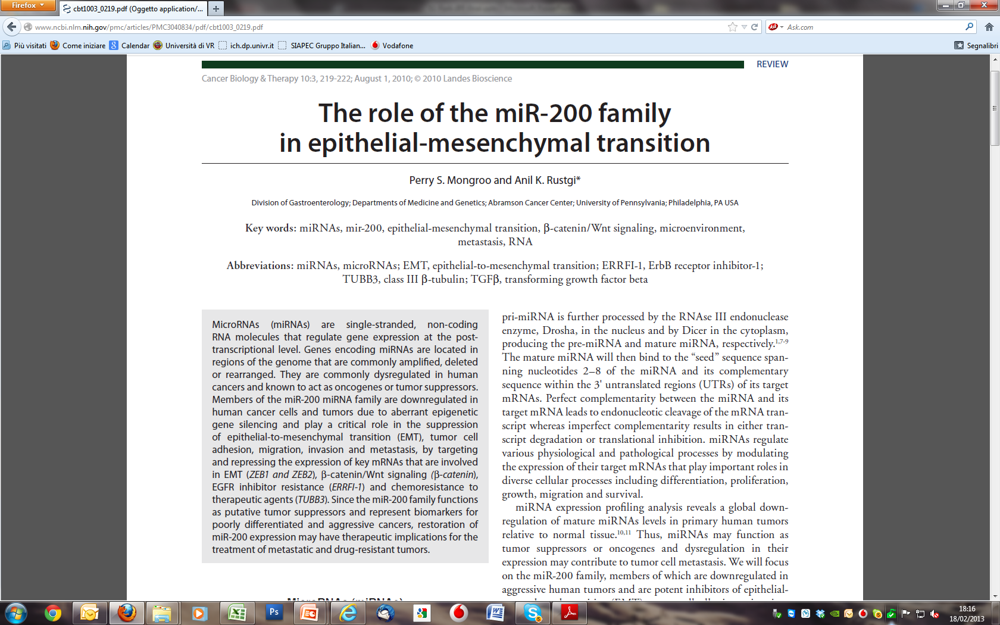 Firefox
cbt1003_0219.pdf (Oggetto application/...
www.ncbi.nlm.nih.gov/pmc/articles/PMC3040834/pdf/cbt1003_0219.pdf
Ask Ask.com
Più visitati Come iniziare Calendar Università di VR ich.dp.univr.it SIAPEC Gruppo Italian... Vodafone Segnalibri
REVIEW
Cancer Biology & Therapy 10:3, 219-222; August 1, 2010; © 2010 Landes Bioscience
The role of the miR-200 family
in epithelial-mesenchymal transition
Perry S. Mongroo and Anil K. Rustgi*
Division of Gastroenterology; Departments of Medicine and Genetics; Abramson Cancer Center; University of Pennsylvania; Philadelphia, PA USA
Key words: miRNAs, mir-200, epithelial-mesenchymal transition, β-catenin/Wnt signaling, microenvironment,
metastasis, RNA
Abbreviations: miRNAs, microRNAs; EMT, epithelial-to-mesenchymal transition; ERRFI-1, ErbB receptor inhibitor-1;
TUBB3, class III β-tubulin; TGFβ, transforming growth factor beta
MicroRNAs (miRNAs) are single-stranded, non-coding
RNA molecules that regulate gene expression at the post-
transcriptional level. Genes encoding miRNAs are located in
regions of the genome that are commonly amplified, deleted
or rearranged. They are commonly dysregulated in human
cancers and known to act as oncogenes or tumor suppressors.
Members of the miR-200 miRNA family are downregulated in
human cancer cells and tumors due to aberrant epigenetic
gene silencing and play a critical role in the suppression
of epithelial-to-mesenchymal transition (EMT), tumor cell
adhesion, migration, invasion and metastasis, by targeting
and repressing the expression of key mRNAs that are involved
in EMT (ZEB1 and ZEB2), β-catenin/Wnt signaling (β-catenin),
EGFR inhibitor resistance (ERRFI-1) and chemoresistance to
therapeutic agents (TUBB3). Since the miR-200 family functions
as putative tumor suppressors and represent biomarkers for
poorly differentiated and aggressive cancers, restoration of
miR-200 expression may have therapeutic implications for the
treatment of metastatic and drug-resistant tumors.
MicroRNAs (miRNAs)
pri-miRNA is further processed by the RNAse III endonuclease
enzyme, Drosha, in the nucleus and by Dicer in the cytoplasm,
producing the pre-miRNA and mature miRNA, respectively.1,7-9
The mature miRNA will then bind to the “seed” sequence span-
ning nucleotides 2–8 of the miRNA and its complementary
sequence within the 3' untranslated regions (UTRs) of its target
mRNAs. Perfect complementarity between the miRNA and its
target mRNA leads to endonucleotic cleavage of the mRNA tran-
script whereas imperfect complementarity results in either tran-
script degradation or translational inhibition. miRNAs regulate
various physiological and pathological processes by modulating
the expression of their target mRNAs that play important roles in
diverse cellular processes including differentiation, proliferation,
growth, migration and survival.
miRNA expression profiling analysis reveals a global down-
regulation of mature miRNAs levels in primary human tumors
relative to normal tissue.10,11 Thus, miRNAs may function as
tumor suppressors or oncogenes and dysregulation in their
expression may contribute to tumor cell metastasis. We will focus
on the miR-200 family, members of which are downregulated in
aggressive human tumors and are potent inhibitors of epithelial-
18:16
18/02/2013